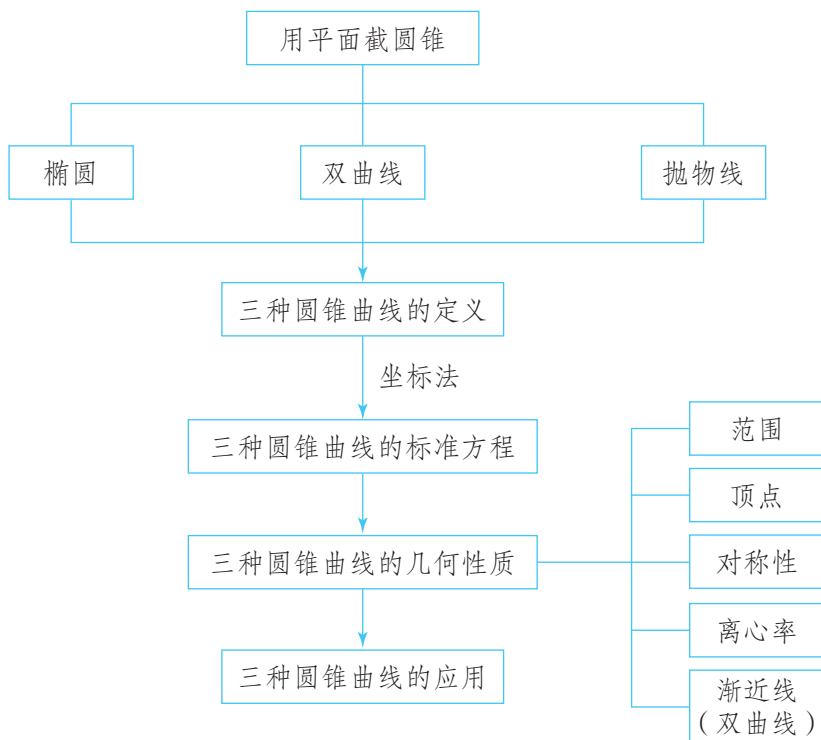 用平面截圆锥
椭圆
双曲线
抛物线
三种圆锥曲线的定义
坐标法
三种圆锥曲线的标准方程
三种圆锥曲线的几何性质
三种圆锥曲线的应用
范围
顶点
对称性
离心率
渐近线
(双曲线)